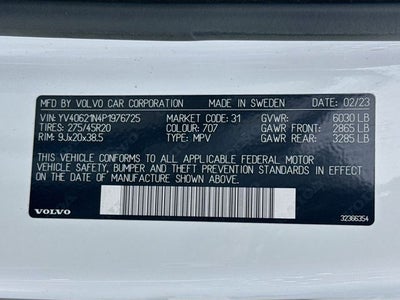 MFD BY VOLVO CAR CORPORATION MADE IN SWEDEN DATE: 02/23
VIN: YV40621N4P1976725 MARKET CODE: 31 GVWR: 6030 LB
TIRES: 275/45R20 COLOUR: 707 GAWR FRONT: 2865 LB
RIM: 9Jx20x38.5 TYPE: MPV GAWR REAR: 3285 LB
THIS VEHICLE CONFORMS TO ALL APPLICABLE FEDERAL MOTOR
VEHICLE SAFETY, BUMPER AND THEFT PREVENTION STANDARDS
IN EFFECT ON THE DATE OF MANUFACTURE SHOWN ABOVE.
VOLVO 32366354